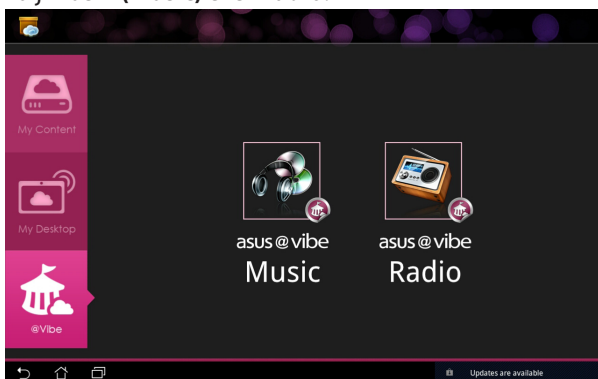 My Content
My Desktop
@Vibe
asus@vibe
Music
asus@vibe
Radio
Updates are available